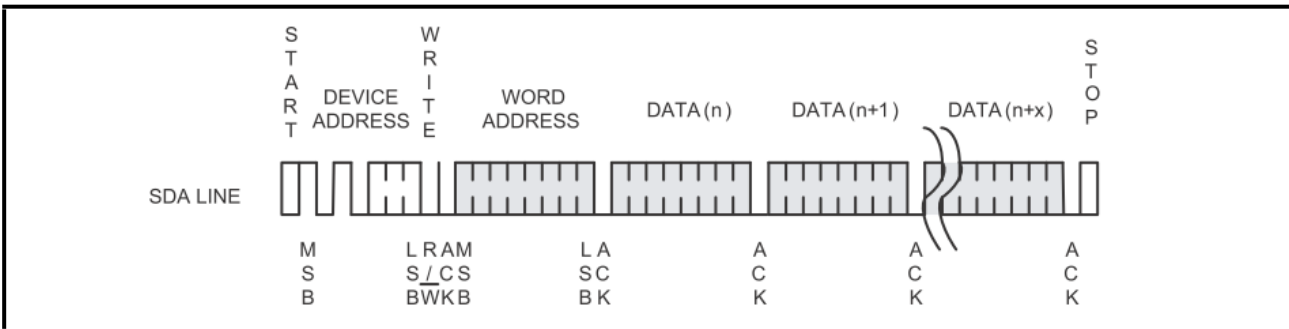 START
WRITE
STOP
DEVICE
ADDRESS
WORD
ADDRESS
DATA (n)
DATA (n+1)
DATA (n+x)
SDA LINE
MSB
LSB
R/W
ACK
MSB
LSB
ACK
ACK
ACK
ACK